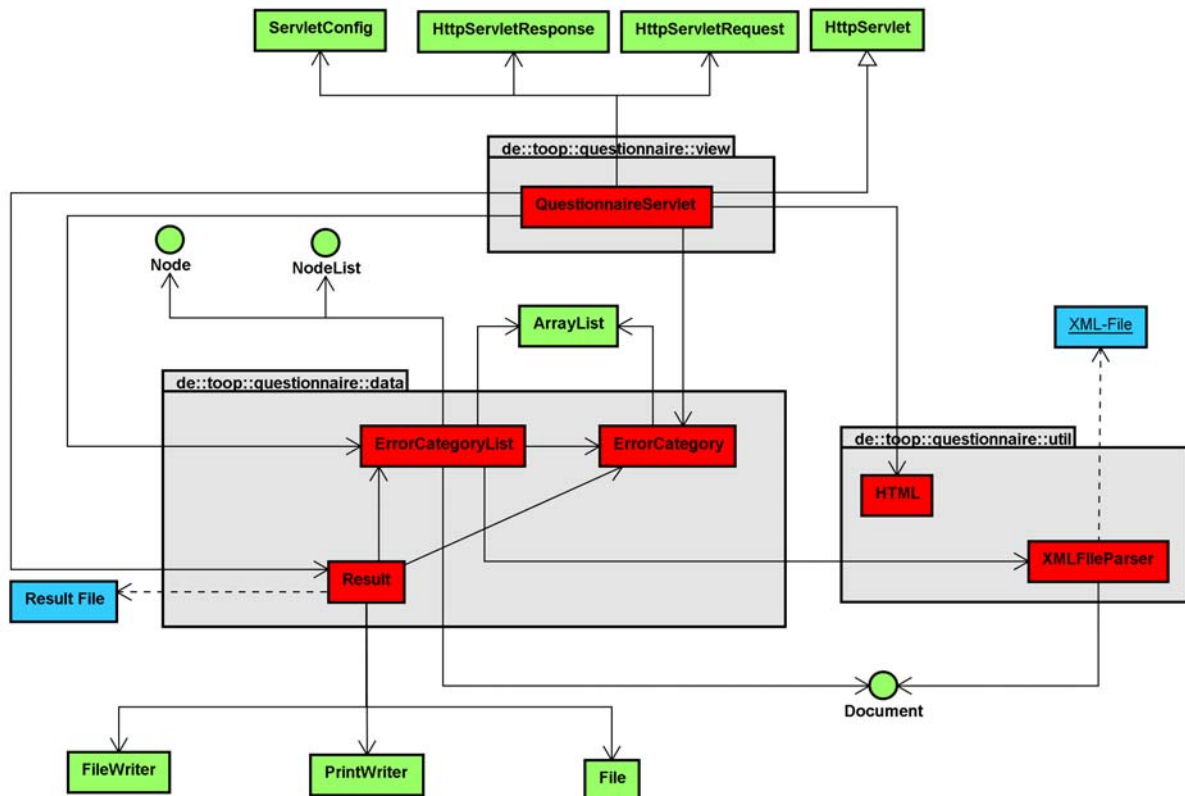 ServletConfig
HttpServletResponse
HttpServletRequest
HttpServlet
de::toop::questionnaire::view
QuestionnaireServlet
Node
NodeList
ArrayList
XML-File
de::toop::questionnaire::data
ErrorCategoryList
ErrorCategory
de::toop::questionnaire::util
HTML
XMLFileParser
Result
Result File
Document
FileWriter
PrintWriter
File